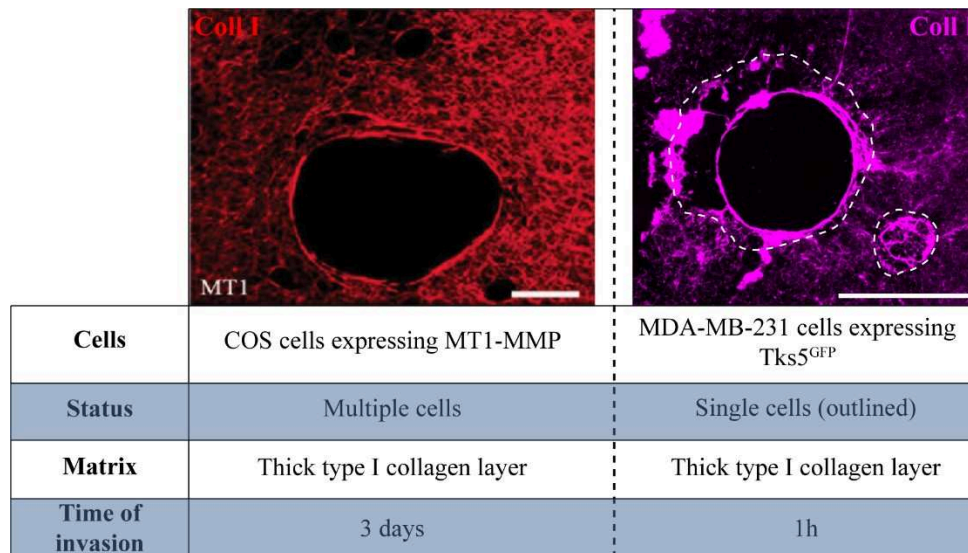 Coll I
Coll I
MT1
Cells
COS cells expressing MT1-MMP
MDA-MB-231 cells expressing
Tks5GFP
Status
Multiple cells
Single cells (outlined)
Matrix
Thick type I collagen layer
Thick type I collagen layer
Time of
invasion
3 days
1h